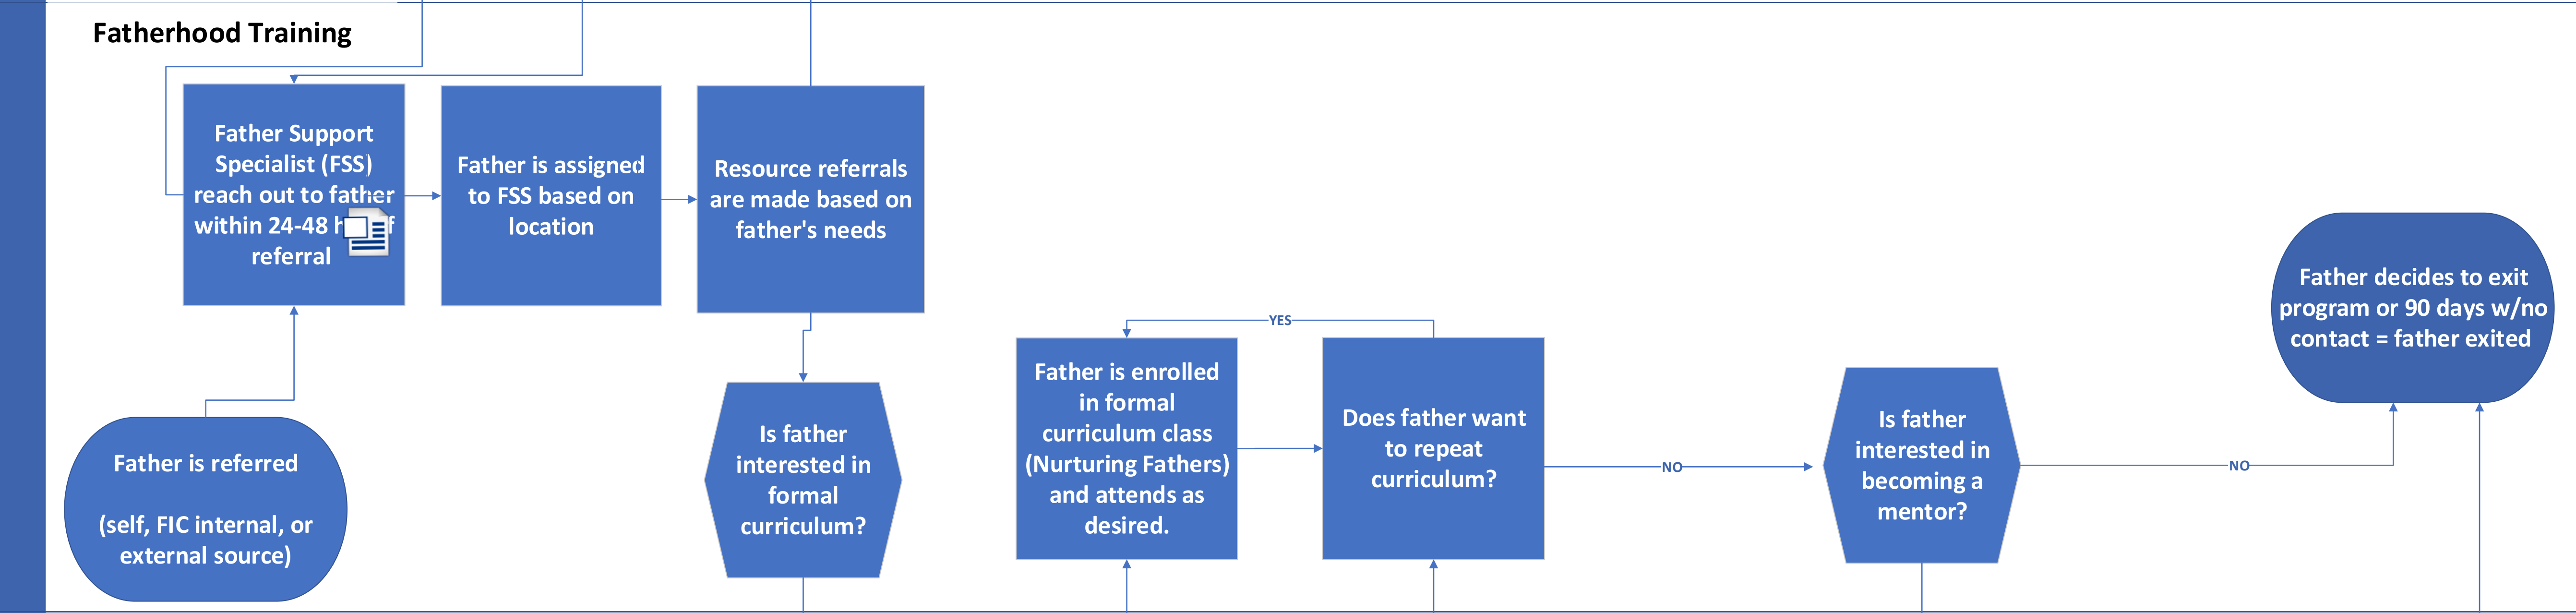 Fatherhood Training
Father Support
Specialist (FSS)
reach out to father
within 24-48
referral
Father is assigned
to FSS based on
location
Resource referrals
are made based on
father's needs
Father is referred
(self, FIC internal, or
external source)
Is father
interested in
formal
curriculum?
YES
Father is enrolled
in formal
curriculum class
(Nurturing Fathers)
and attends as
desired.
Does father want
to repeat
curriculum?
NO
Is father
interested in
becoming a
mentor?
NO
Father decides to exit
program or 90 days w/no
contact = father exited